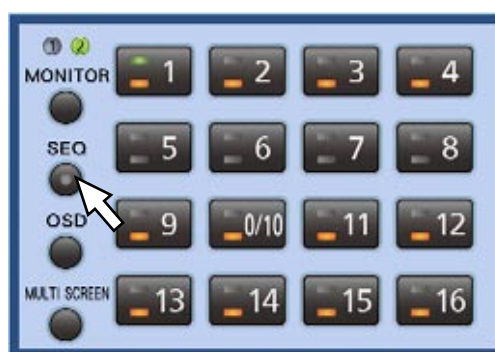 1 2
MONITOR 1 2 3 4
SEQ 5 6 7 8
OSD 9 0/10 11 12
MULTI SCREEN 13 14 15 16